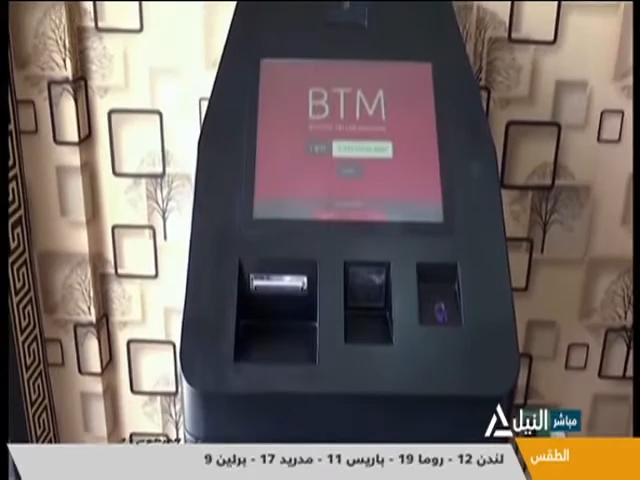 BTM
النيل
مباشر
الطقس
لندن 12 - روما 19 - باريس 11 - مدريد 17 - برلين 9